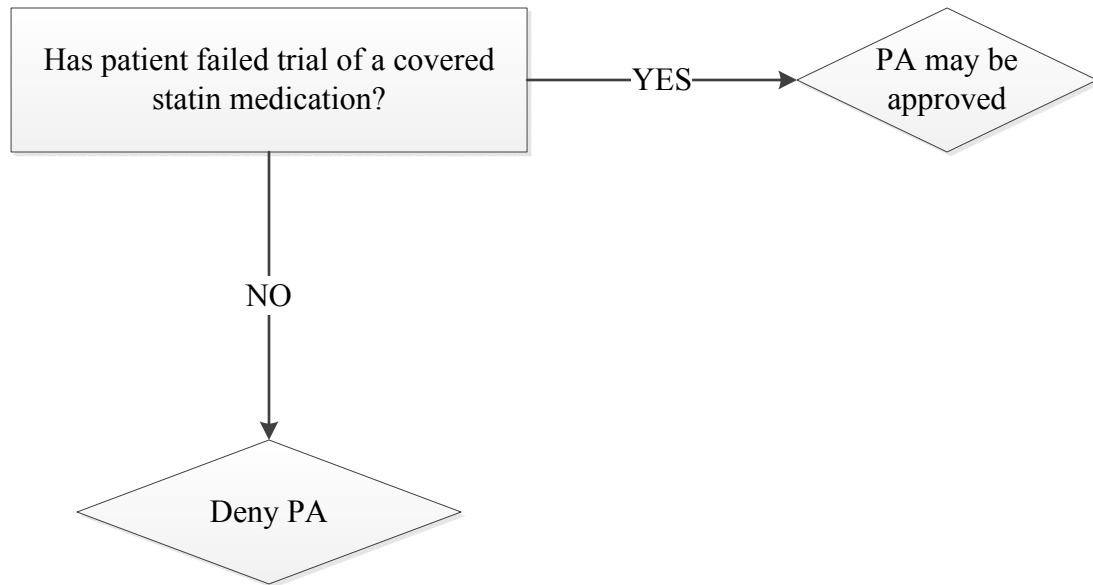 Has patient failed trial of a covered
statin medication?
YES
PA may be
approved
NO
Deny PA